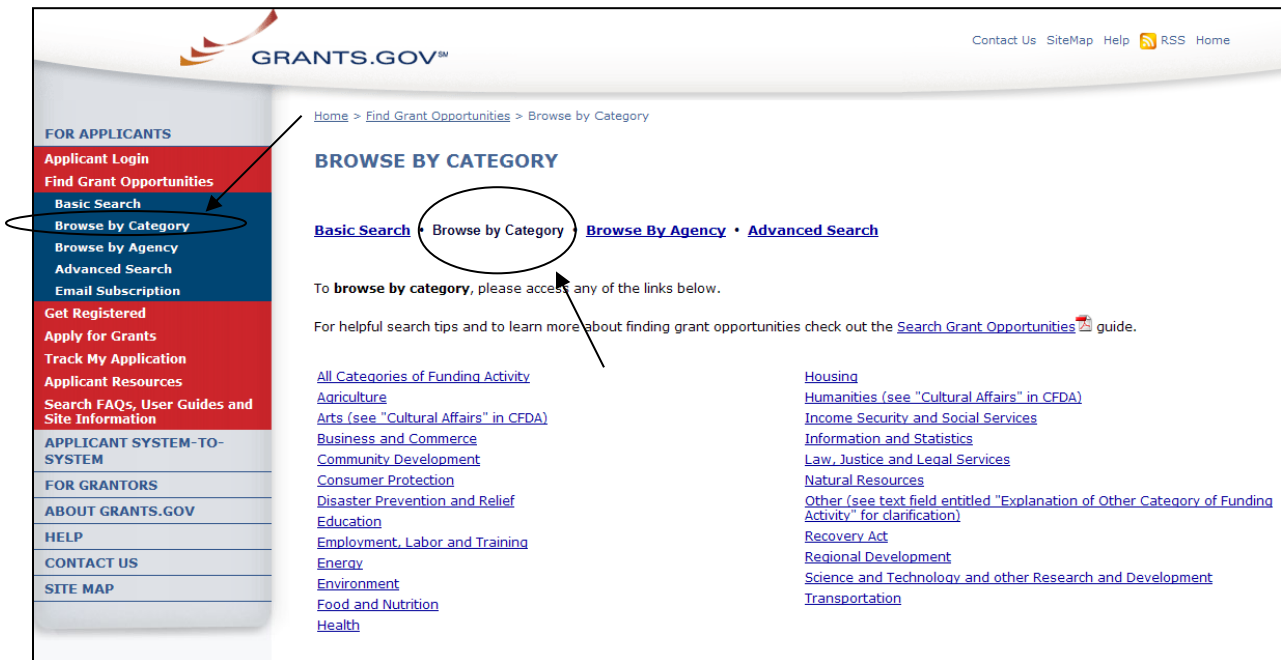 GRANTS.GOV℠
Contact Us SiteMap Help RSS Home
FOR APPLICANTS
Applicant Login
Find Grant Opportunities
Basic Search
Browse by Category
Browse by Agency
Advanced Search
Email Subscription
Get Registered
Apply for Grants
Track My Application
Applicant Resources
Search FAQs, User Guides and
Site Information
APPLICANT SYSTEM-TO-
SYSTEM
FOR GRANTORS
ABOUT GRANTS.GOV
HELP
CONTACT US
SITE MAP
Home > Find Grant Opportunities > Browse by Category
BROWSE BY CATEGORY
Basic Search • Browse by Category • Browse By Agency • Advanced Search
To browse by category, please access any of the links below.
For helpful search tips and to learn more about finding grant opportunities check out the Search Grant Opportunities guide.
All Categories of Funding Activity
Agriculture
Arts (see "Cultural Affairs" in CFDA)
Business and Commerce
Community Development
Consumer Protection
Disaster Prevention and Relief
Education
Employment, Labor and Training
Energy
Environment
Food and Nutrition
Health
Housing
Humanities (see "Cultural Affairs" in CFDA)
Income Security and Social Services
Information and Statistics
Law, Justice and Legal Services
Natural Resources
Other (see text field entitled "Explanation of Other Category of Funding
Activity" for clarification)
Recovery Act
Regional Development
Science and Technology and other Research and Development
Transportation